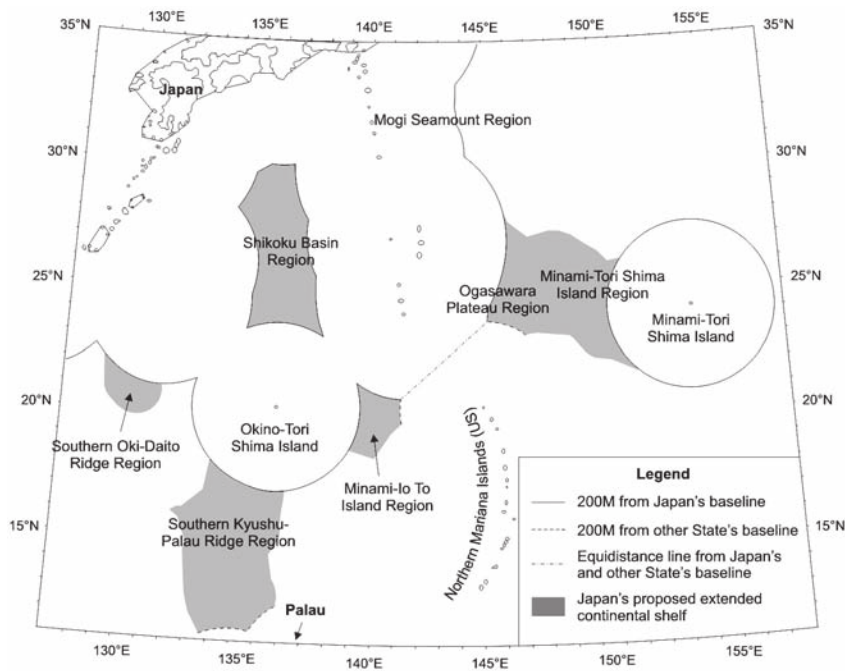 35°N
130°E
135°E
140°E
145°E
150°E
155°E
35°N
Japan
Mogi Seamount Region
30°N
30°N
Shikoku Basin
Region
Minami-Tori Shima
Island Region
25°N
Ogasawara
Plateau Region
25°N
Minami-Tori
Shima Island
20°N
20°N
Okino-Tori
Shima Island
Southern Oki-Daito
Ridge Region
Minami-Io To
Island Region
Northern Mariana Islands (US)
15°N
Southern Kyushu-
Palau Ridge Region
15°N
Palau
Legend
200M from Japan's baseline
200M from other State's baseline
Equidistance line from Japan's
and other State's baseline
Japan's proposed extended
continental shelf
130°E
135°E
140°E
145°E
150°E
155°E